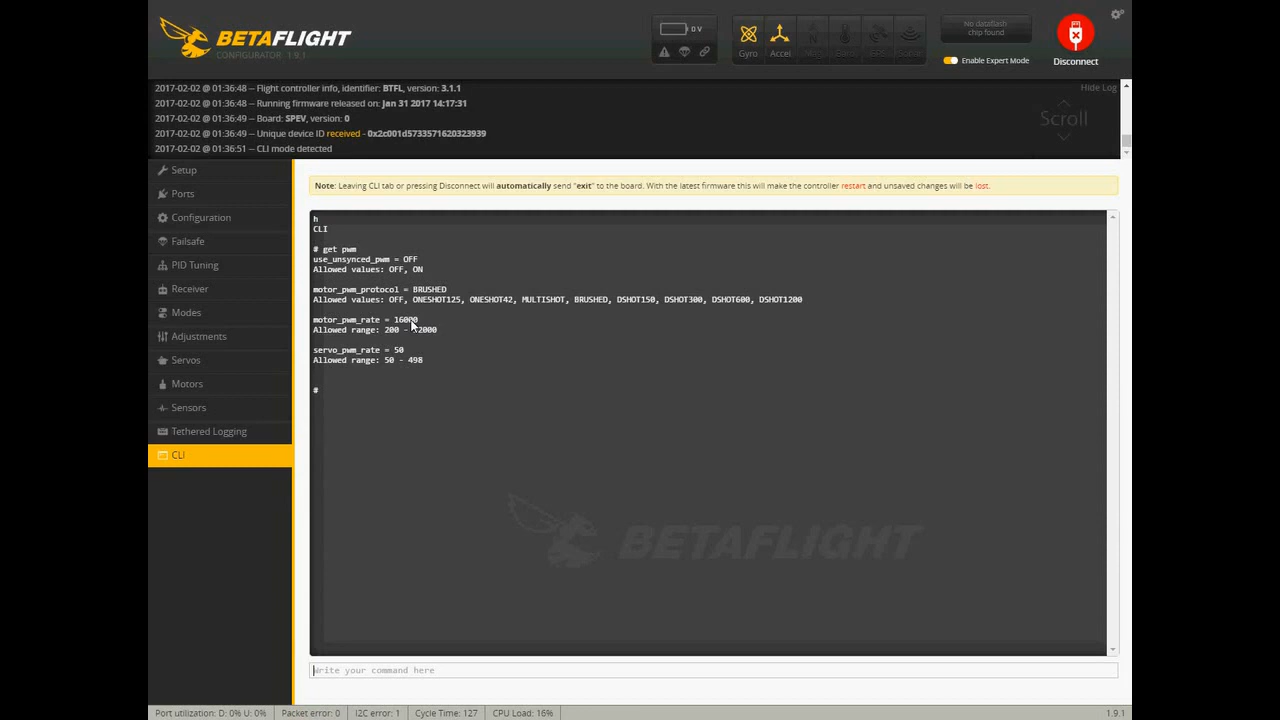 BETAFLIGHT
CONFIGURATOR 1.9.1
0 V
Gyro
Accel
No dataflash
chip found
Enable Expert Mode
Disconnect
2017-02-02 @ 01:36:48 -- Flight controller info, identifier: BTFL, version: 3.1.1
2017-02-02 @ 01:36:48 -- Running firmware released on: Jan 31 2017 14:17:31
2017-02-02 @ 01:36:49 -- Board: SPEV, version: 0
2017-02-02 @ 01:36:49 -- Unique device ID received - 0x2c001d5733571620323939
2017-02-02 @ 01:36:51 -- CLI mode detected
Hide Log
Scroll
Setup
Ports
Configuration
Failsafe
PID Tuning
Receiver
Modes
Adjustments
Servos
Motors
Sensors
Tethered Logging
CLI
Note: Leaving CLI tab or pressing Disconnect will automatically send "exit" to the board. With the latest firmware this will make the controller restart and unsaved changes will be lost.
h
CLI
# get pwm
use_unsynced_pwm = OFF
Allowed values: OFF, ON
motor_pwm_protocol = BRUSHED
Allowed values: OFF, ONESHOT125, ONESHOT42, MULTISHOT, BRUSHED, DSHOT150, DSHOT300, DSHOT600, DSHOT1200
motor_pwm_rate = 16000
Allowed range: 200 -
servo_pwm_rate = 50
Allowed range: 50 - 498
#
BETAFLIGHT
Write your command here
Port utilization: D: 0% U: 0%
Packet error: 0
I2C error: 1
Cycle Time: 127
CPU Load: 16%
1.9.1